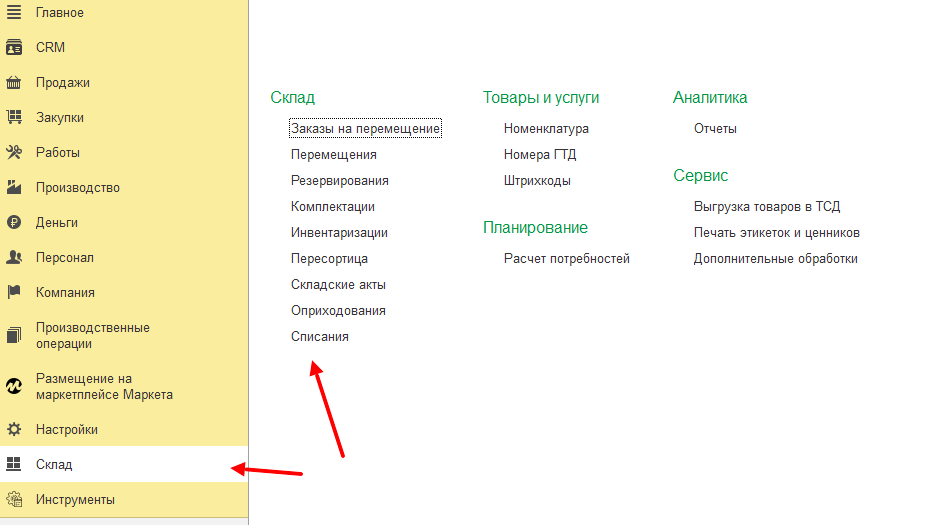 Главное
CRM
Продажи
Закупки
Работы
Производство
Деньги
Персонал
Компания
Производственные
операции
Размещение на
маркетплейсе Маркета
Настройки
Склад
Инструменты
Склад
Заказы на перемещение
Перемещения
Резервирования
Комплектации
Инвентаризации
Пересортица
Складские акты
Оприходования
Списания
Товары и услуги
Номенклатура
Номера ГТД
Штрихкоды
Планирование
Расчет потребностей
Аналитика
Отчеты
Сервис
Выгрузка товаров в ТСД
Печать этикеток и ценников
Дополнительные обработки